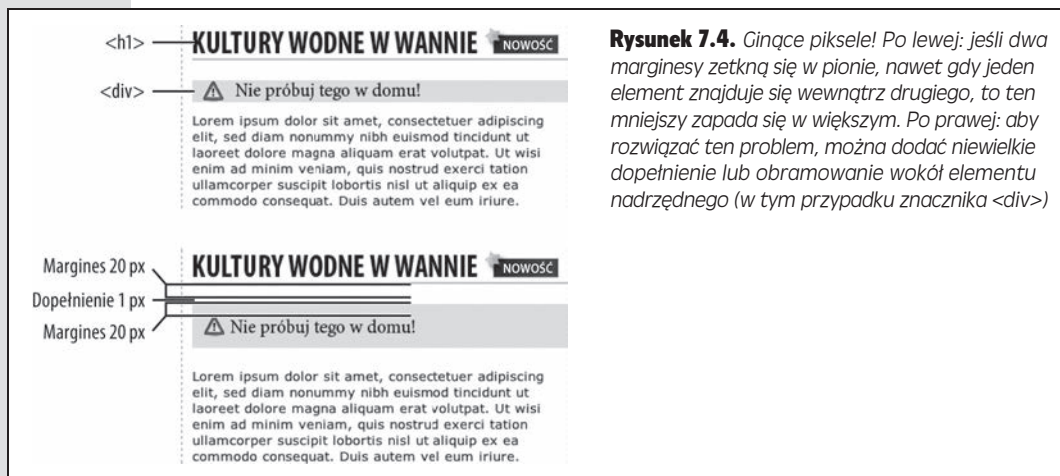 <h1>
KULTURY WODNE W WANNIE NOWOŚĆ
<div>
Nie próbuj tego w domu!
Lorem ipsum dolor sit amet, consectetuer adipiscing
elit, sed diam nonummy nibh euismod tincidunt ut
laoreet dolore magna aliquam erat volutpat. Ut wisi
enim ad minim veniam, quis nostrud exerci tation
ullamcorper suscipit lobortis nisl ut aliquip ex ea
commodo consequat. Duis autem vel eum iriure.
Margines 20 px
Dopełnienie 1 px
Margines 20 px
KULTURY WODNE W WANNIE NOWOŚĆ
Nie próbuj tego w domu!
Lorem ipsum dolor sit amet, consectetuer adipiscing
elit, sed diam nonummy nibh euismod tincidunt ut
laoreet dolore magna aliquam erat volutpat. Ut wisi
enim ad minim veniam, quis nostrud exerci tation
ullamcorper suscipit lobortis nisl ut aliquip ex ea
commodo consequat. Duis autem vel eum iriure.
Rysunek 7.4. Ginące piksele! Po lewej: jeśli dwa
marginesy zetkną się w pionie, nawet gdy jeden
element znajduje się wewnątrz drugiego, to ten
mniejszy zapada się w większym. Po prawej: aby
rozwiązać ten problem, można dodać niewielkie
dopełnienie lub obramowanie wokół elementu
nadrzędnego (w tym przypadku znacznika <div>)